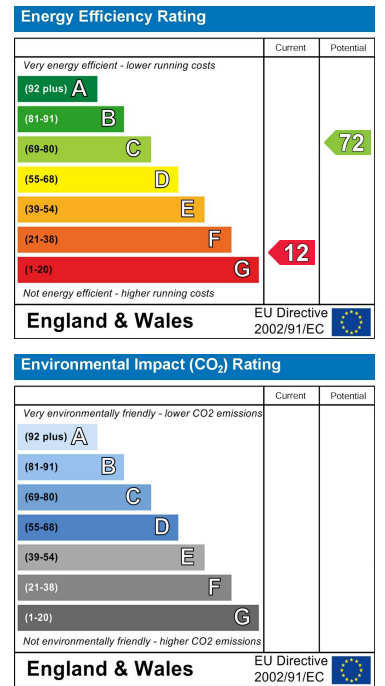 Energy Efficiency Rating
Current Potential
Very energy efficient - lower running costs
(92 plus) A
(81-91) B
(69-80) C
72
(55-68) D
(39-54) E
(21-38) F
12
(1-20) G
Not energy efficient - higher running costs
England & Wales
EU Directive
2002/91/EC
Environmental Impact (CO₂) Rating
Current Potential
Very environmentally friendly - lower CO2 emissions
(92 plus) A
(81-91) B
(69-80) C
(55-68) D
(39-54) E
(21-38) F
(1-20) G
Not environmentally friendly - higher CO2 emissions
England & Wales
EU Directive
2002/91/EC